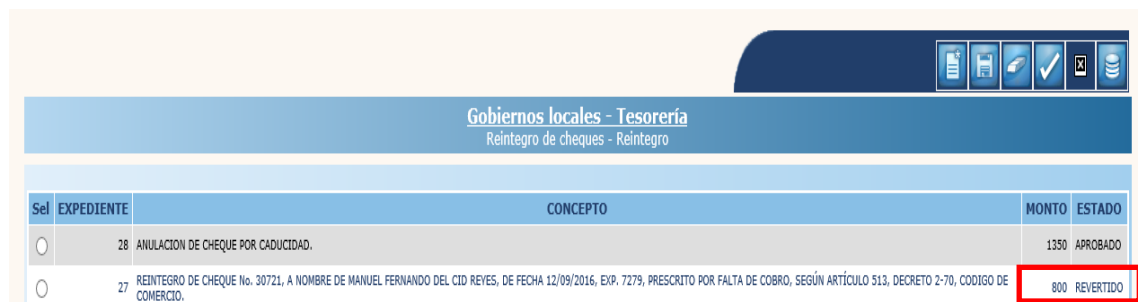 Gobiernos locales - Tesorería
Reintegro de cheques - Reintegro
Sel EXPEDIENTE CONCEPTO MONTO ESTADO
28 ANULACION DE CHEQUE POR CADUCIDAD. 1350 APROBADO
27 REINTEGRO DE CHEQUE No. 30721, A NOMBRE DE MANUEL FERNANDO DEL CID REYES, DE FECHA 12/09/2016, EXP. 7279, PRESCRITO POR FALTA DE COBRO, SEGÚN ARTÍCULO 513, DECRETO 2-70, CODIGO DE 800 REVERTIDO
COMERCIO.